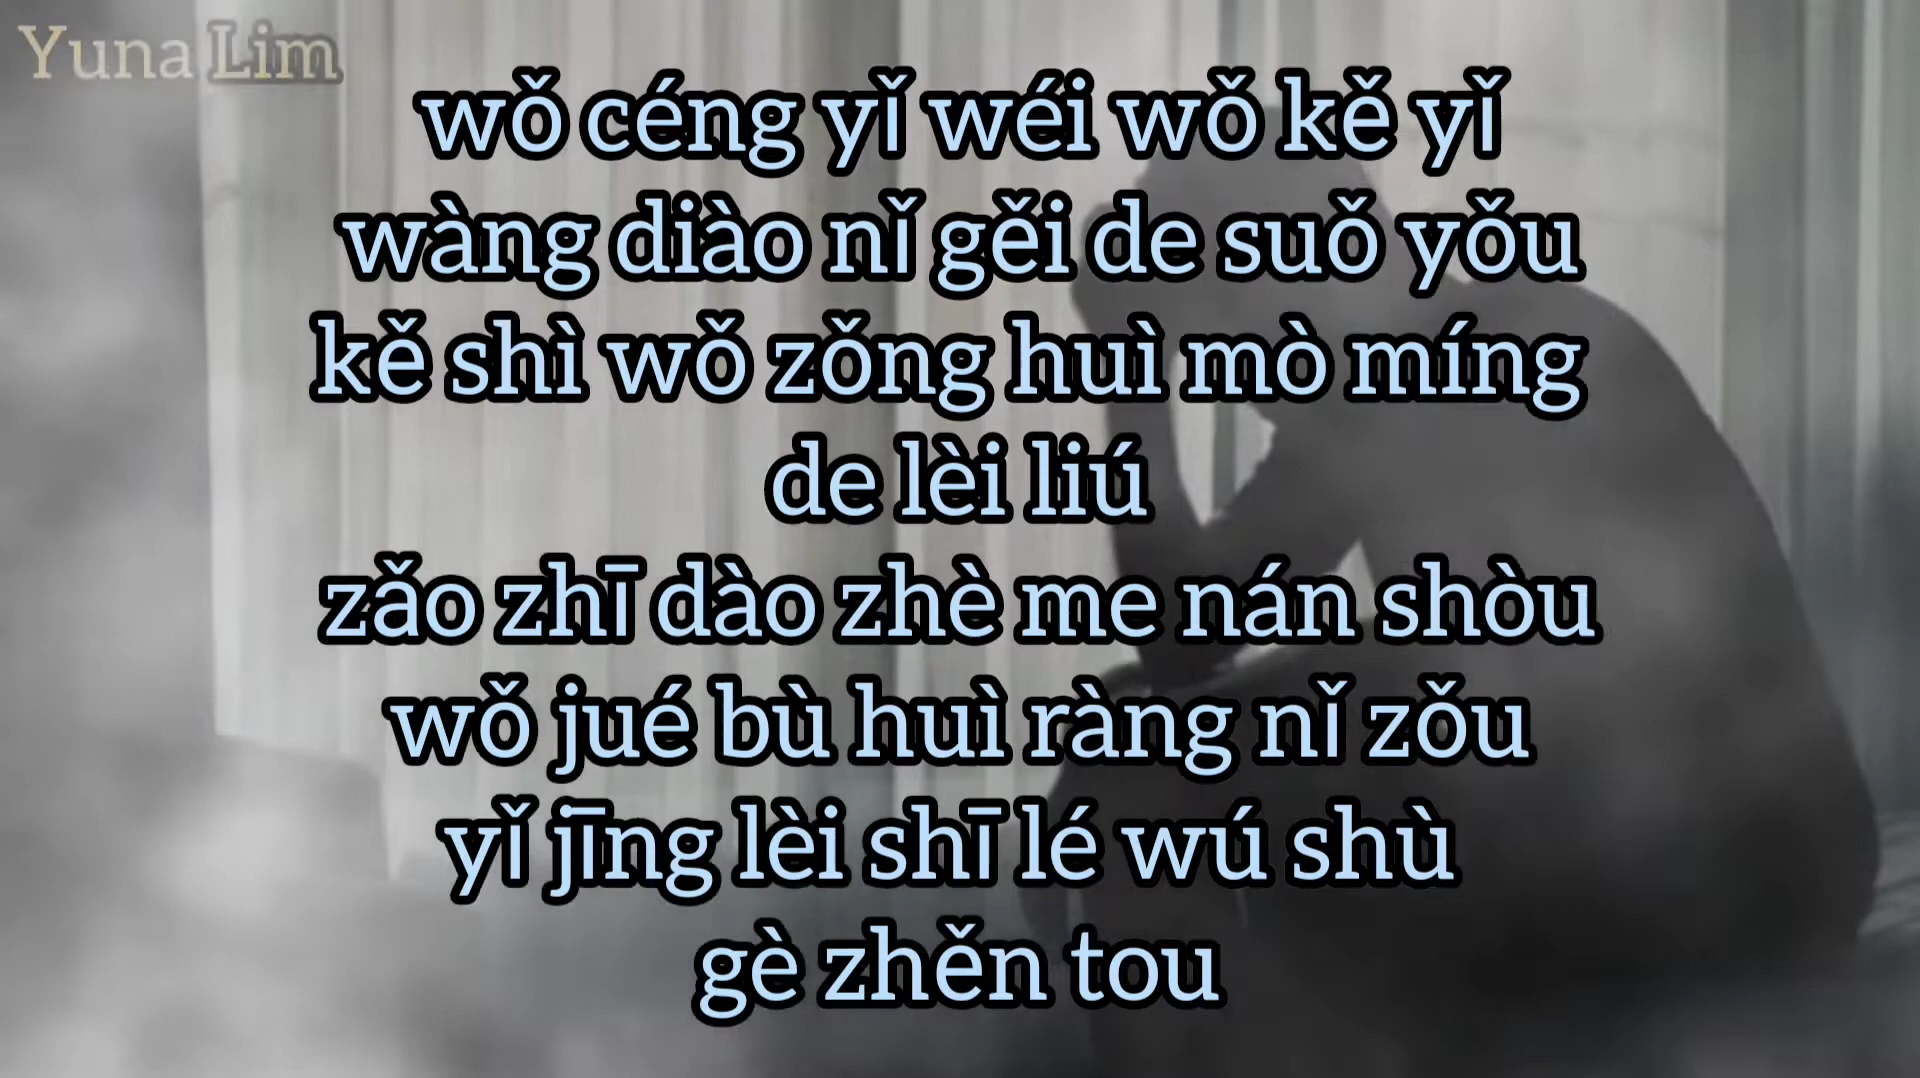 Yuna Lim
wǒ céng yǐ wéi wǒ kě yǐ
wàng diào nǐ gěi de suǒ yǒu
kě shì wǒ zǒng huì mò míng
de lèi liú
zǎo zhī dào zhè me nán shòu
wǒ jué bù huì ràng nǐ zǒu
yǐ jīng lèi shī lé wú shù
gè zhěn tou